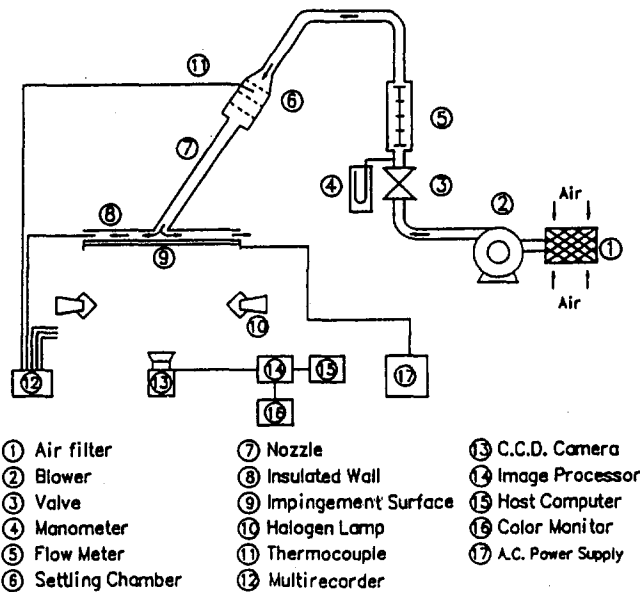 11
6
5
7
4
3
2
Air
1
Air
8
9
10
12
13
14
15
16
17
1 Air filter
2 Blower
3 Valve
4 Manometer
5 Flow Meter
6 Settling Chamber
7 Nozzle
8 Insulated Wall
9 Impingement Surface
10 Halogen Lamp
11 Thermocouple
12 Multirecorder
13 C.C.D. Camera
14 Image Processor
15 Host Computer
16 Color Monitor
17 A.C. Power Supply